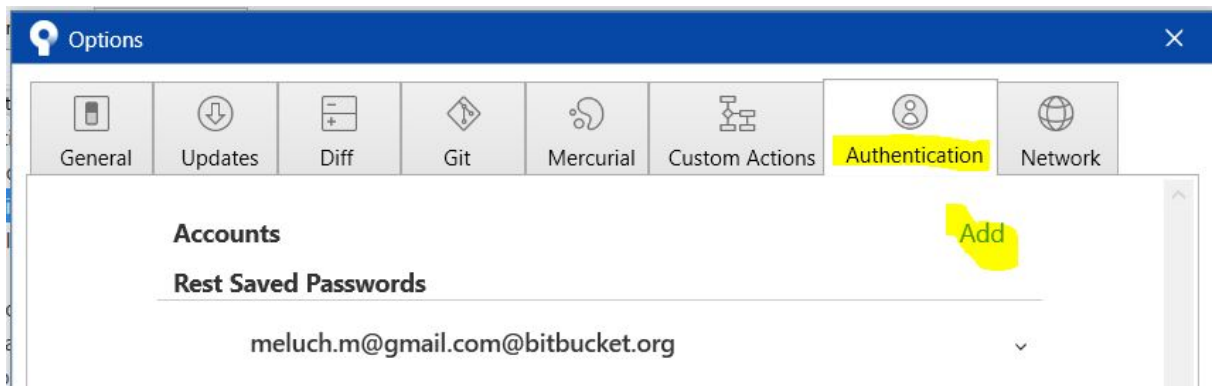 Options
General Updates Diff Git Mercurial Custom Actions Authentication Network
Accounts Add
Rest Saved Passwords
meluch.m@gmail.com@bitbucket.org